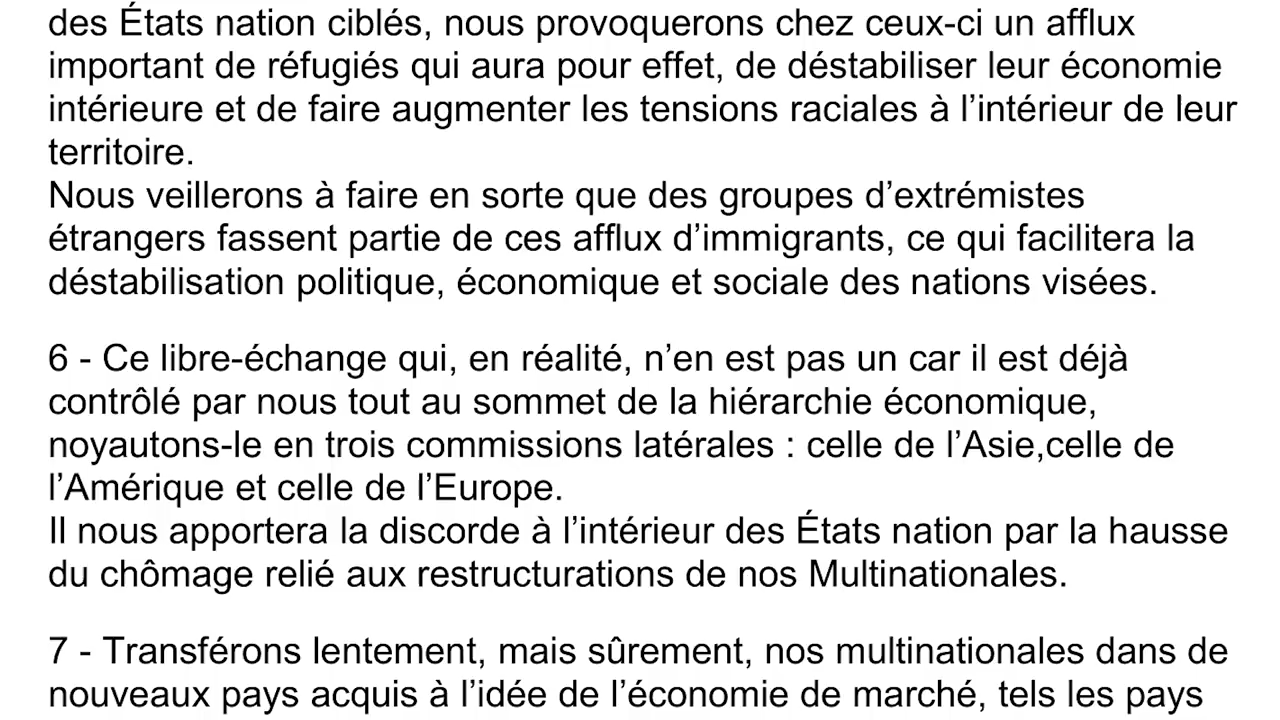 des États nation ciblés, nous provoquerons chez ceux-ci un afflux
important de réfugiés qui aura pour effet, de déstabiliser leur économie
intérieure et de faire augmenter les tensions raciales à l’intérieur de leur
territoire.
Nous veillerons à faire en sorte que des groupes d’extrémistes
étrangers fassent partie de ces afflux d’immigrants, ce qui facilitera la
déstabilisation politique, économique et sociale des nations visées.
6 - Ce libre-échange qui, en réalité, n’en est pas un car il est déjà
contrôlé par nous tout au sommet de la hiérarchie économique,
noyautons-le en trois commissions latérales : celle de l’Asie,celle de
l’Amérique et celle de l’Europe.
Il nous apportera la discorde à l’intérieur des États nation par la hausse
du chômage relié aux restructurations de nos Multinationales.
7 - Transférons lentement, mais sûrement, nos multinationales dans de
nouveaux pays acquis à l’idée de l’économie de marché, tels les pays